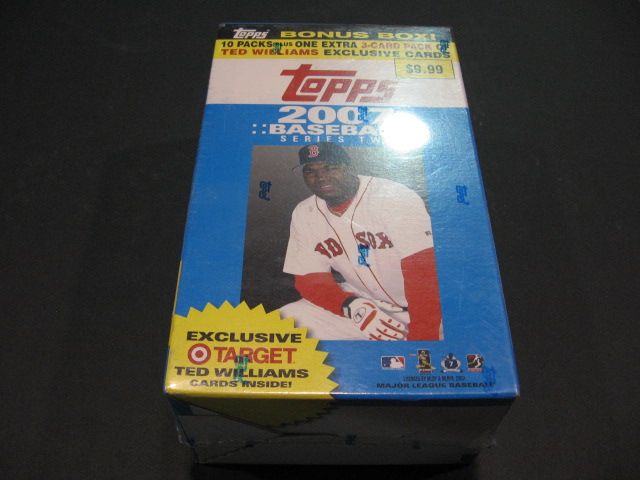 Topps BONUS BOX!
10 PACKS PLUS ONE EXTRA 3-CARD PACK OF
TED WILLIAMS EXCLUSIVE CARDS
$9.99
Topps
2007
BASEBALL
SERIES TWO
B
RED SOX
EXCLUSIVE
TARGET
TED WILLIAMS
CARDS INSIDE!
MAJOR LEAGUE BASEBALL